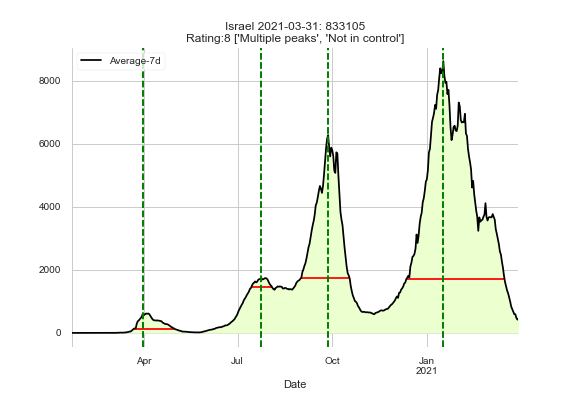 Israel 2021-03-31: 833105
Rating:8 ['Multiple peaks', 'Not in control']
Average-7d
8000
6000
4000
2000
0
Apr
Jul
Oct
Jan
2021
Date